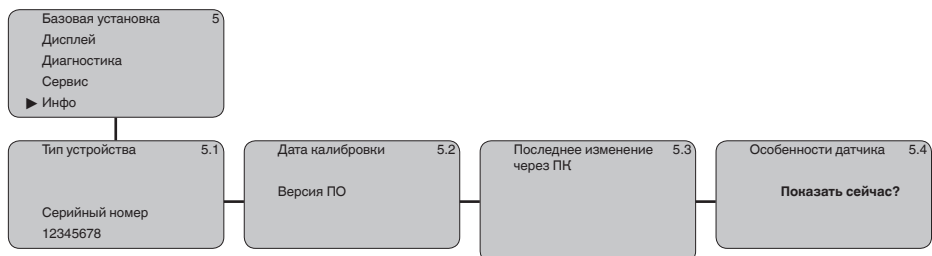 Базовая установка 5
Дисплей
Диагностика
Сервис
▶ Инфо
Тип устройства 5.1
Серийный номер
12345678
Дата калибровки 5.2
Версия ПО
Последнее изменение 5.3
через ПК
Особенности датчика 5.4
Показать сейчас?